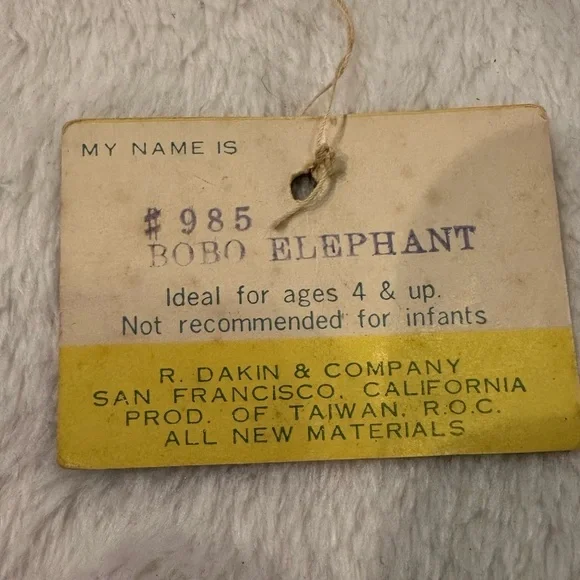 MY NAME IS
# 985
BOBO ELEPHANT
Ideal for ages 4 & up.
Not recommended for infants
R. DAKIN & COMPANY
SAN FRANCISCO, CALIFORNIA
PROD. OF TAIWAN, R.O.C.
ALL NEW MATERIALS